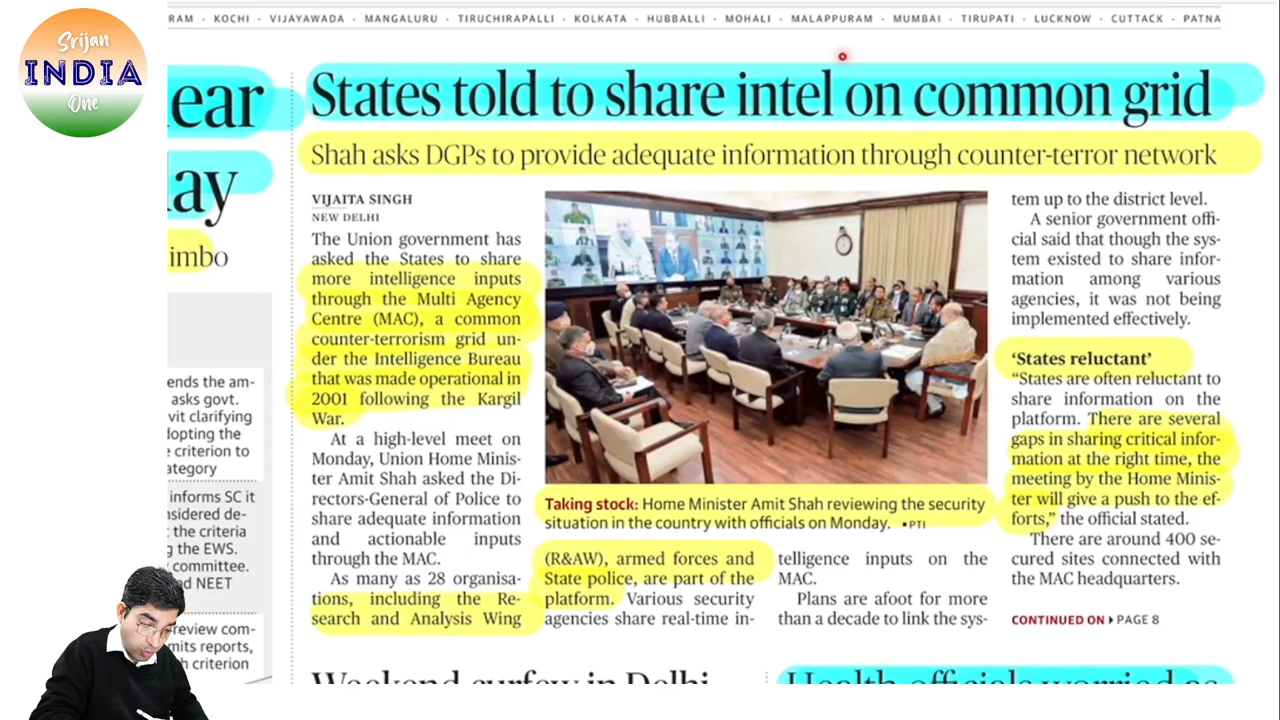 RAM · KOCHI · VIJAYAWADA · MANGALURU · TIRUCHIRAPALLI · KOLKATA · HUBBALLI · MOHALI · MALAPPURAM · MUMBAI · TIRUPATI · LUCKNOW · CUTTACK · PATNA
Srijan
INDIA
One
ear
ay
imbo
ends the am-
asks govt.
vit clarifying
dopting the
e criterion to
ategory
informs SC it
nsidered de-
t the criteria
g the EWS.
committee.
nd NEET
review com-
mits reports,
h criterion
States told to share intel on common grid
Shah asks DGPs to provide adequate information through counter-terror network
VIJAITA SINGH
NEW DELHI
The Union government has
asked the States to share
more intelligence inputs
through the Multi Agency
Centre (MAC), a common
counter-terrorism grid un-
der the Intelligence Bureau
that was made operational in
2001 following the Kargil
War.
At a high-level meet on
Monday, Union Home Minis-
ter Amit Shah asked the Di-
rectors-General of Police to
share adequate information
and actionable inputs
through the MAC.
As many as 28 organisa-
tions, including the Re-
search and Analysis Wing
Taking stock: Home Minister Amit Shah reviewing the security
situation in the country with officials on Monday. ▪PTI
(R&AW), armed forces and
State police, are part of the
platform. Various security
agencies share real-time in-
telligence inputs on the
MAC.
Plans are afoot for more
than a decade to link the sys-
tem up to the district level.
A senior government offi-
cial said that though the sys-
tem existed to share infor-
mation among various
agencies, it was not being
implemented effectively.
‘States reluctant’
“States are often reluctant to
share information on the
platform. There are several
gaps in sharing critical infor-
mation at the right time, the
meeting by the Home Minis-
ter will give a push to the ef-
forts,” the official stated.
There are around 400 se-
cured sites connected with
the MAC headquarters.
CONTINUED ON ▸ PAGE 8
Weekend curfew in Delhi
Health officials worried as